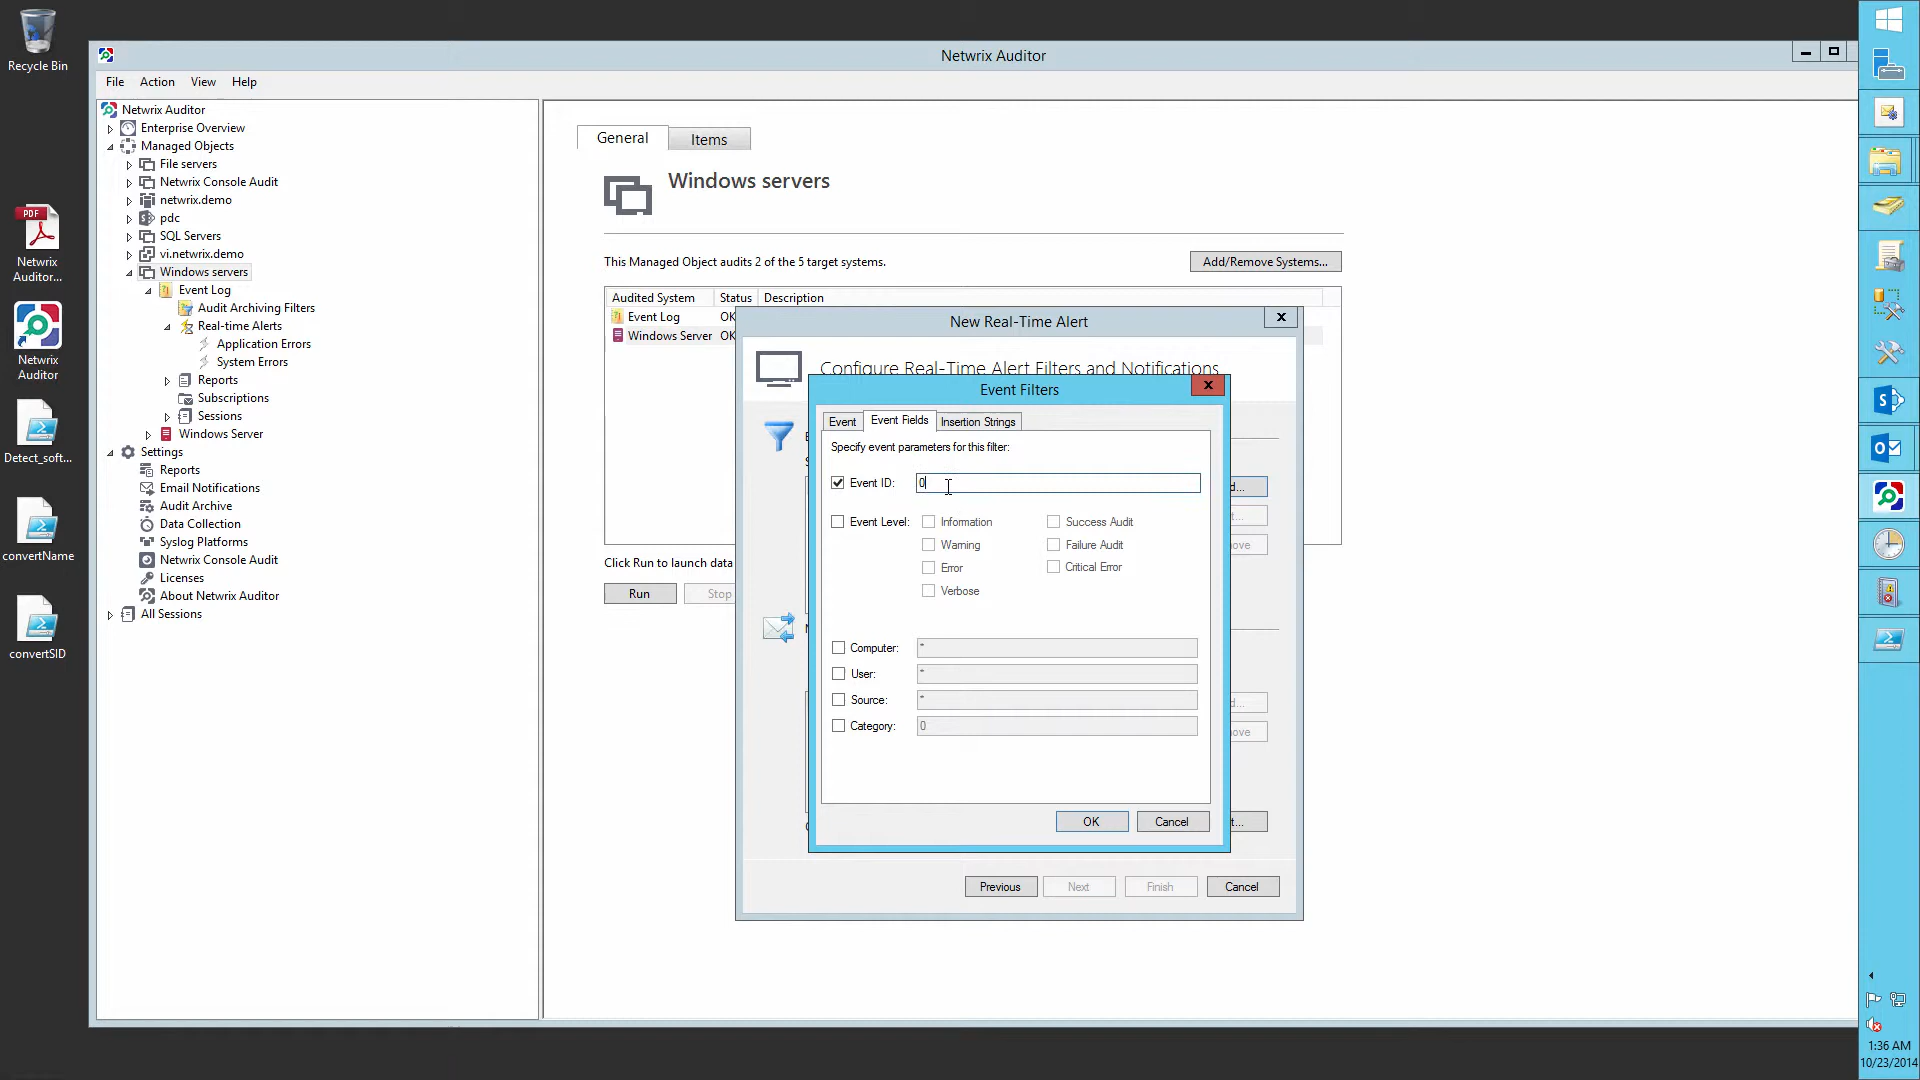 Recycle Bin
Netwrix Auditor
File Action View Help
Netwrix Auditor
Enterprise Overview
Managed Objects
File servers
Netwrix Console Audit
netwrix.demo
pdc
SQL Servers
vi.netwrix.demo
Windows servers
Event Log
Audit Archiving Filters
Real-time Alerts
Application Errors
System Errors
Reports
Subscriptions
Sessions
Windows Server
Settings
Reports
Email Notifications
Audit Archive
Data Collection
Syslog Platforms
Netwrix Console Audit
Licenses
About Netwrix Auditor
All Sessions
PDF
Netwrix
Auditor...
Netwrix
Auditor
Detect_soft...
convertName
convertSID
General Items
Windows servers
This Managed Object audits 2 of the 5 target systems.
Add/Remove Systems...
Audited System Status Description
Event Log OK
Windows Server OK
Click Run to launch data
Run Stop
New Real-Time Alert
Configure Real-Time Alert Filters and Notifications
Event Filters
Event Event Fields Insertion Strings
Specify event parameters for this filter:
Event ID: 0
Event Level: Information Success Audit
Warning Failure Audit
Error Critical Error
Verbose
Computer: *
User: *
Source: *
Category: 0
OK Cancel
Previous Next Finish Cancel
1:36 AM
10/23/2014